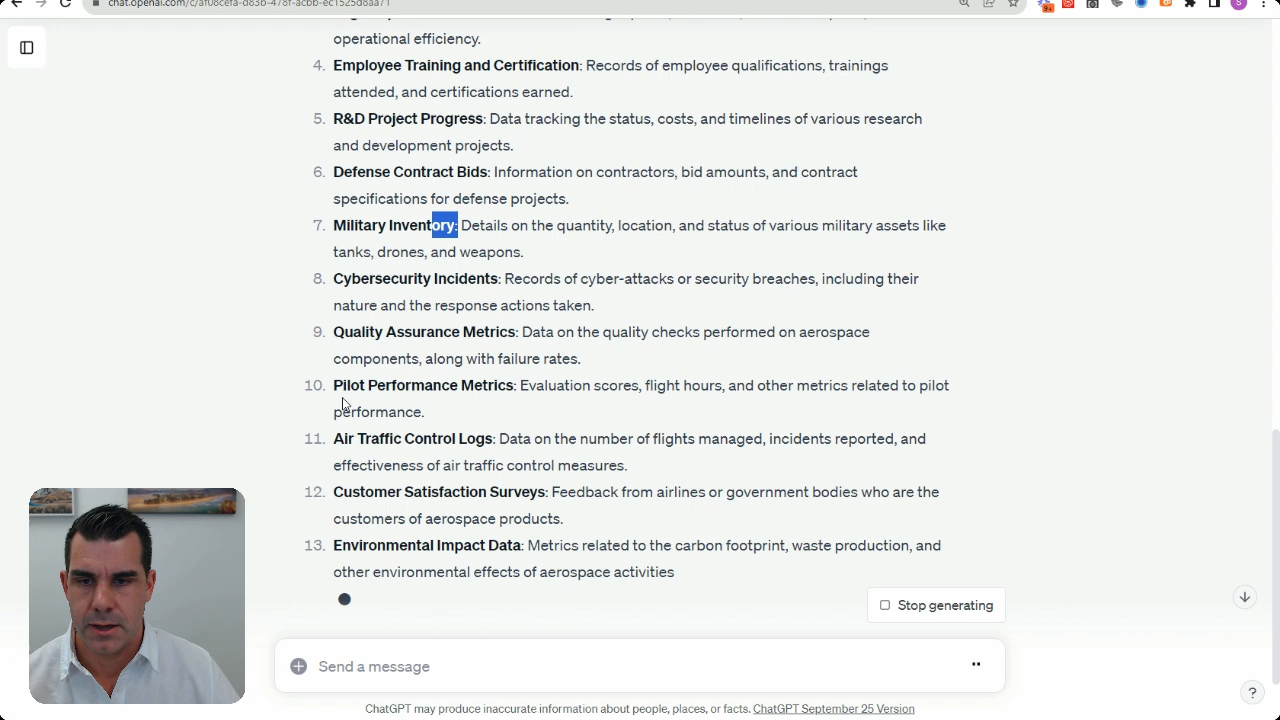 chat.openai.com/c/af08cefa-d83b-478f-acbb-ec1525d8aa71
9+
S
operational efficiency.
4. Employee Training and Certification: Records of employee qualifications, trainings
attended, and certifications earned.
5. R&D Project Progress: Data tracking the status, costs, and timelines of various research
and development projects.
6. Defense Contract Bids: Information on contractors, bid amounts, and contract
specifications for defense projects.
7. Military Inventory: Details on the quantity, location, and status of various military assets like
tanks, drones, and weapons.
8. Cybersecurity Incidents: Records of cyber-attacks or security breaches, including their
nature and the response actions taken.
9. Quality Assurance Metrics: Data on the quality checks performed on aerospace
components, along with failure rates.
10. Pilot Performance Metrics: Evaluation scores, flight hours, and other metrics related to pilot
performance.
11. Air Traffic Control Logs: Data on the number of flights managed, incidents reported, and
effectiveness of air traffic control measures.
12. Customer Satisfaction Surveys: Feedback from airlines or government bodies who are the
customers of aerospace products.
13. Environmental Impact Data: Metrics related to the carbon footprint, waste production, and
other environmental effects of aerospace activities
Stop generating
Send a message
?
ChatGPT may produce inaccurate information about people, places, or facts. ChatGPT September 25 Version